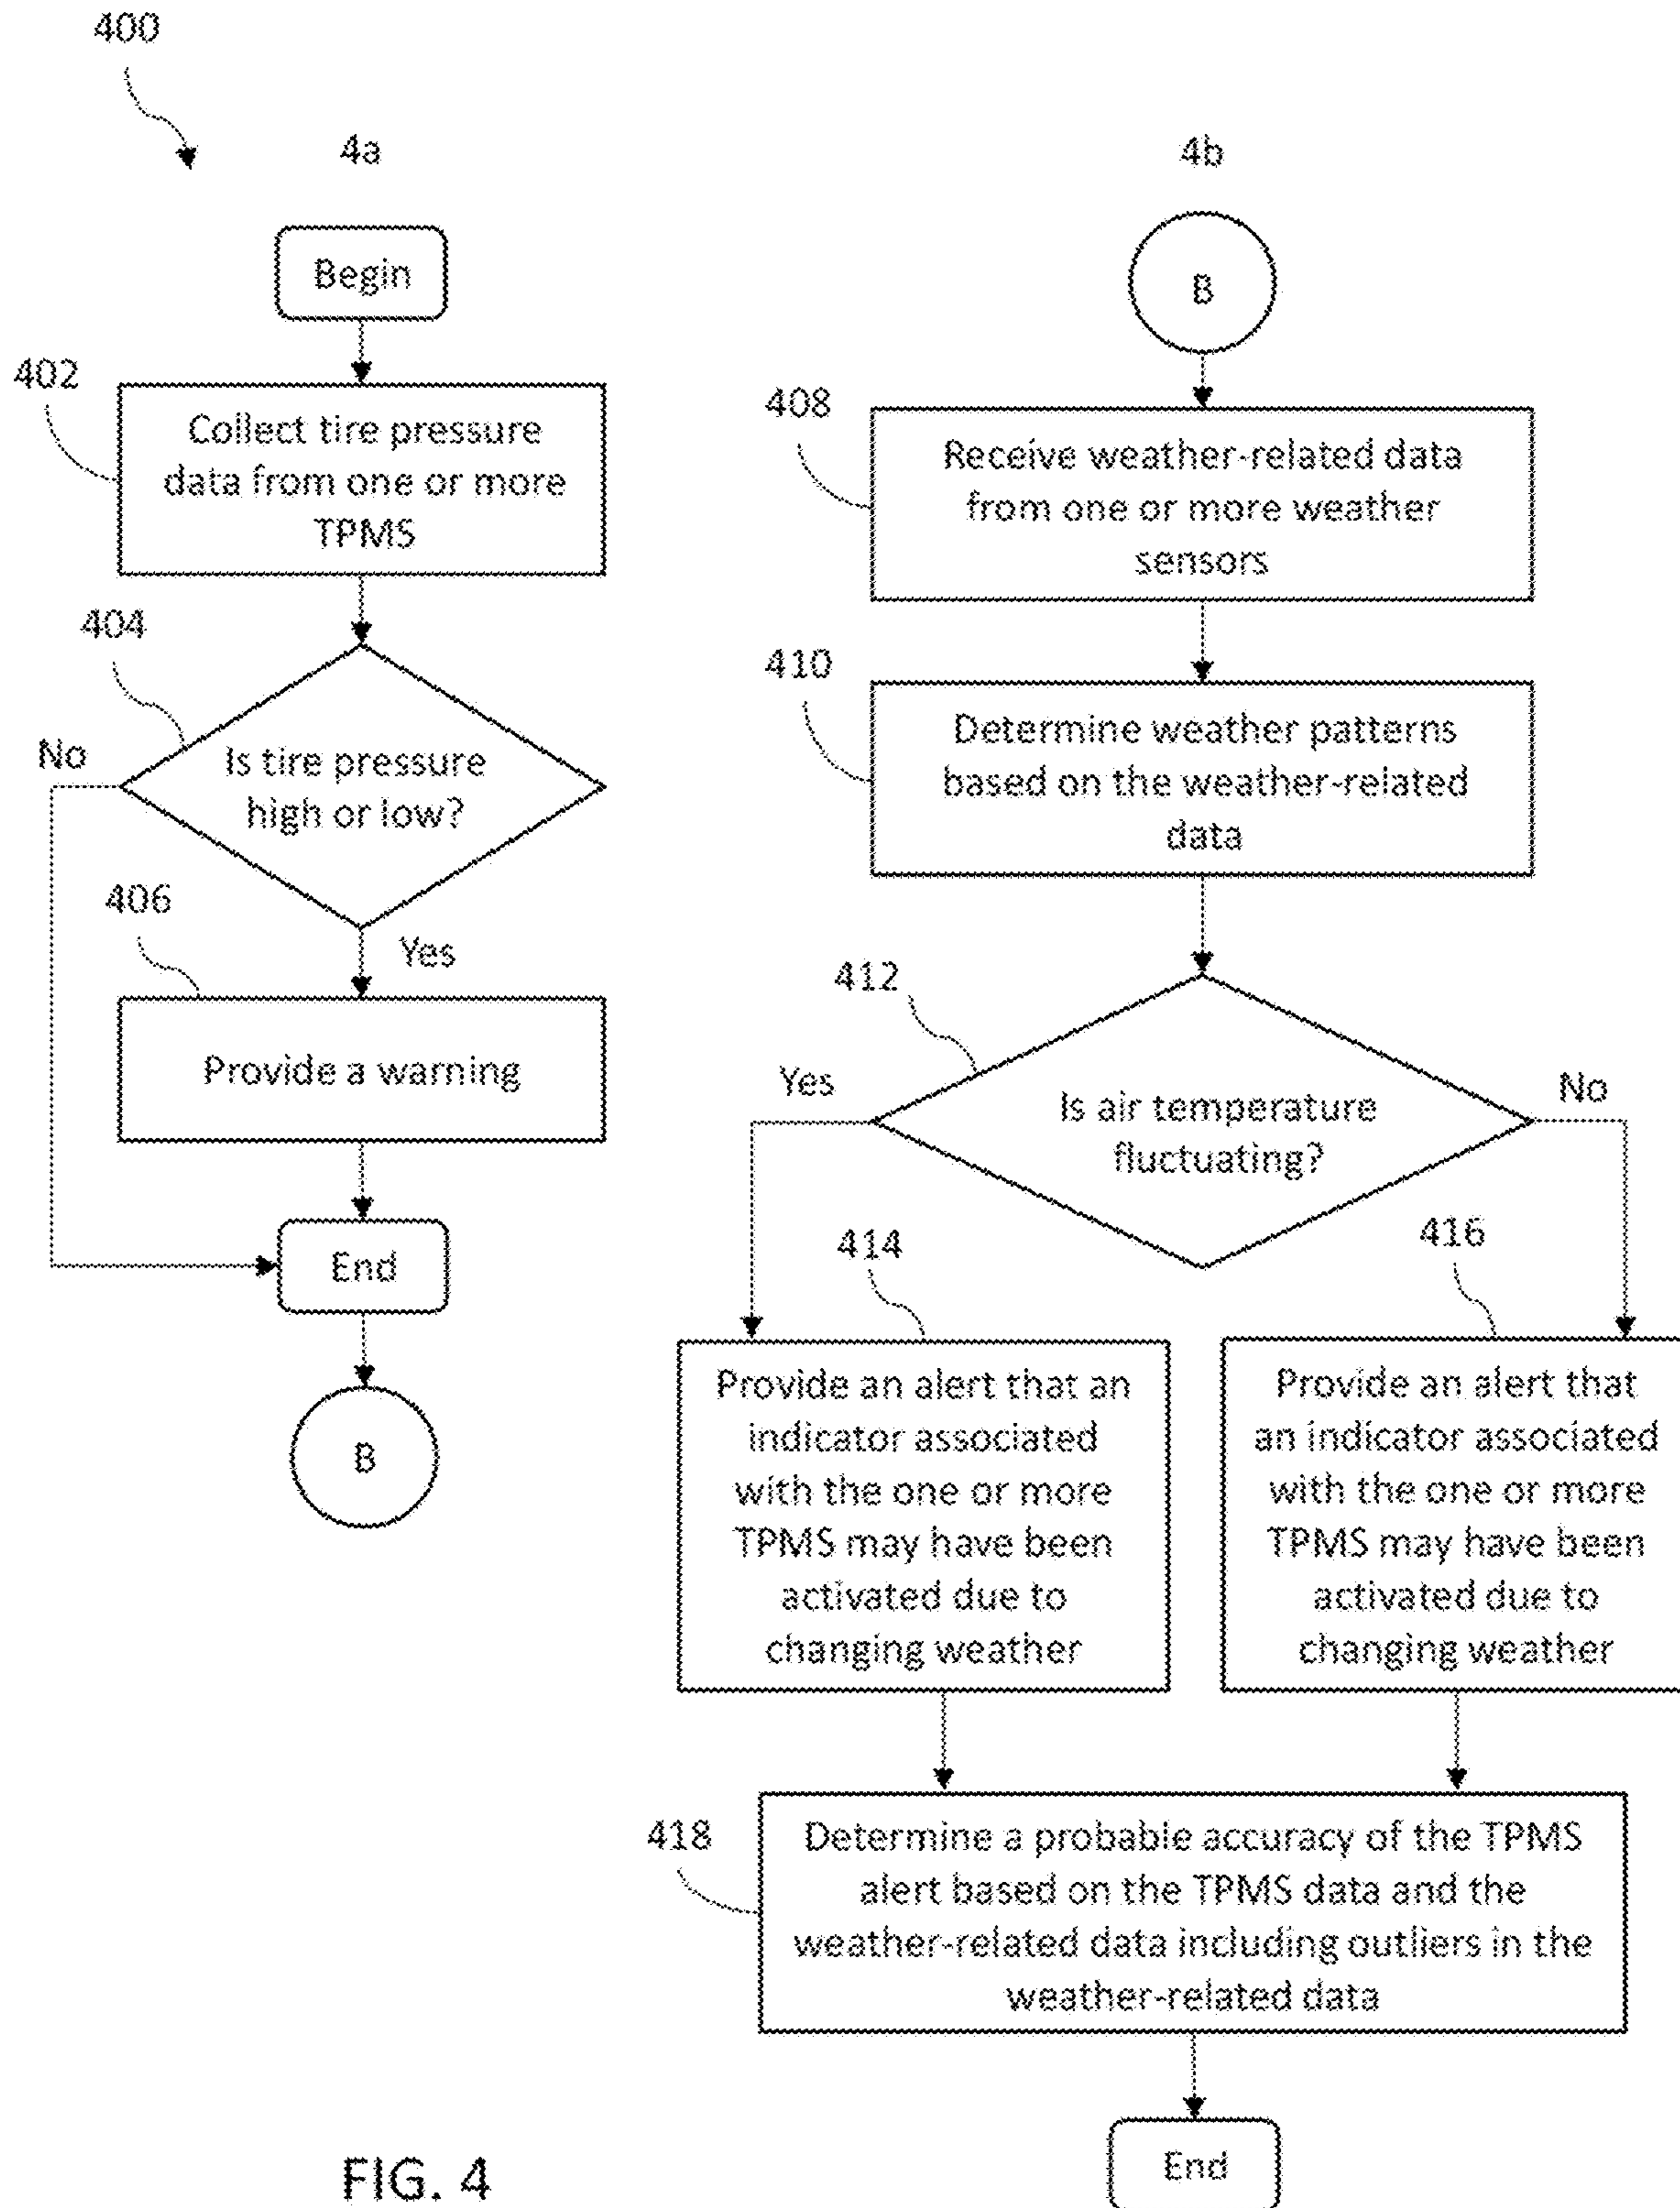 400
4a
Begin
402
Collect tire pressure
data from one or more
TPMS
404
No
Is tire pressure
high or low?
406
Yes
Provide a warning
End
B
4b
B
408
Receive weather-related data
from one or more weather
sensors
410
Determine weather patterns
based on the weather-related
data
412
Yes
Is air temperature
fluctuating?
No
414
Provide an alert that an
indicator associated
with the one or more
TPMS may have been
activated due to
changing weather
416
Provide an alert that
an indicator associated
with the one or more
TPMS may have been
activated due to
changing weather
418
Determine a probable accuracy of the TPMS
alert based on the TPMS data and the
weather-related data including outliers in the
weather-related data
End
FIG. 4